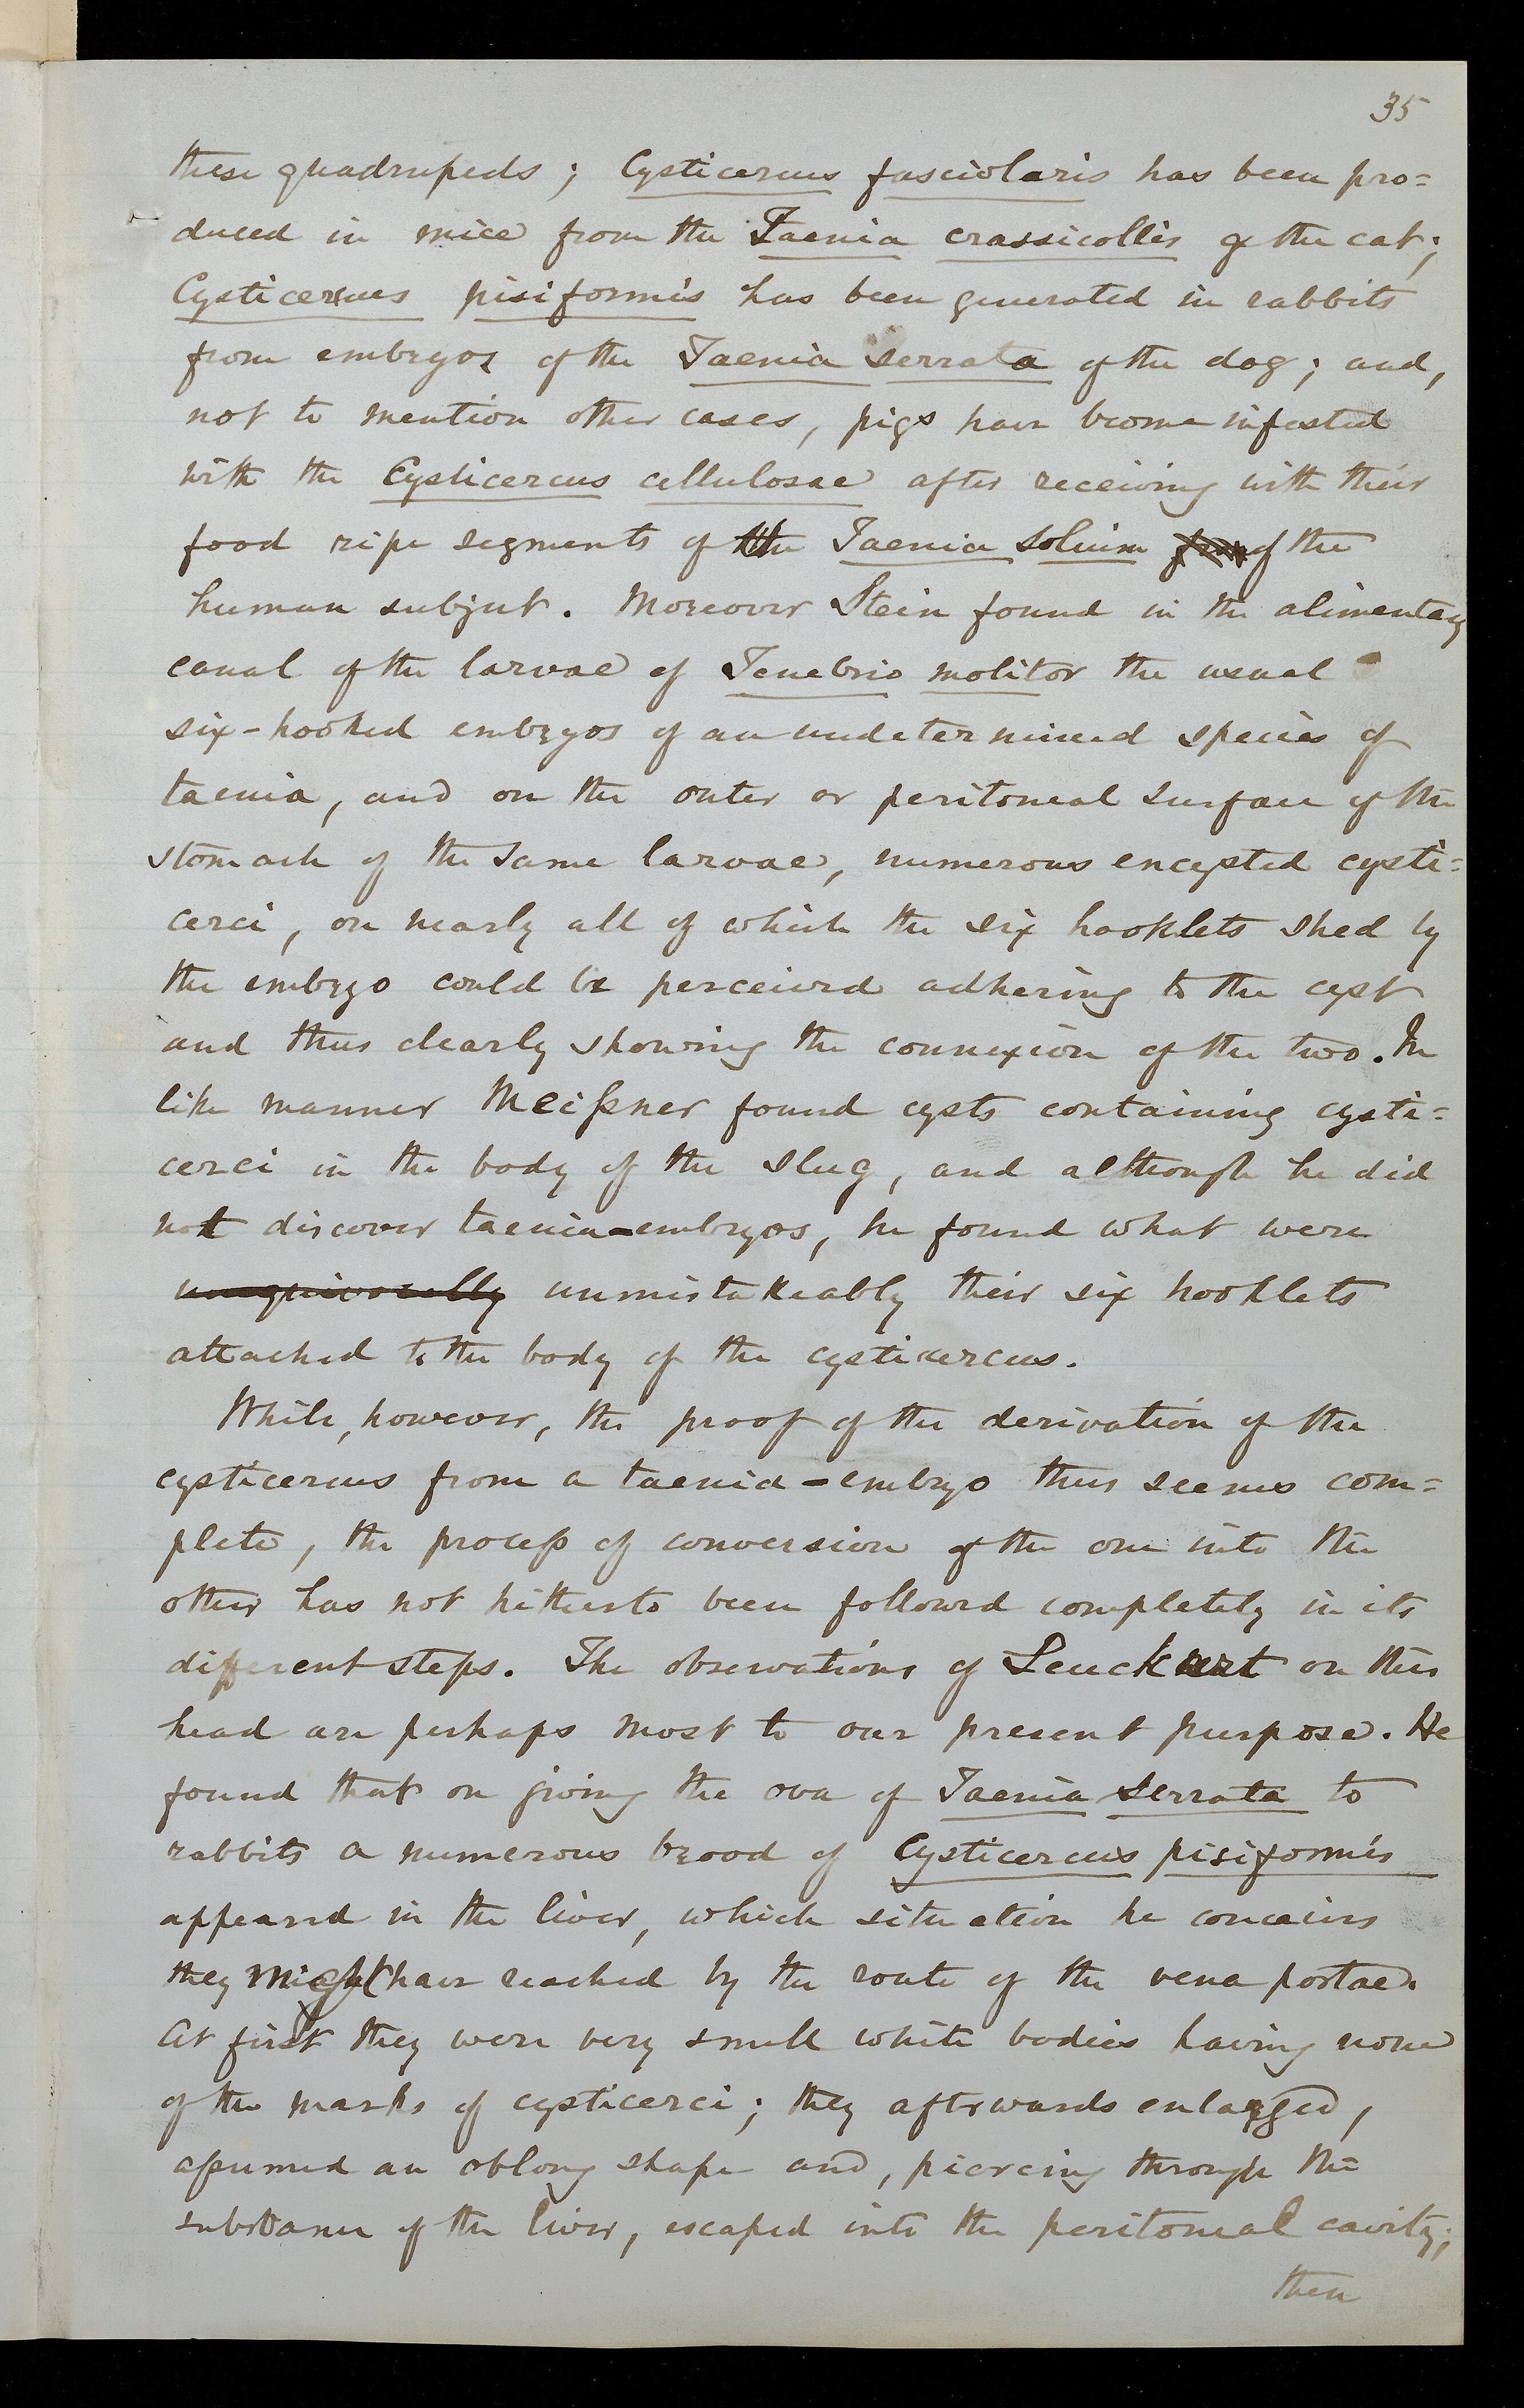 35
these quadrupeds; Cysticercus fasciolaris has been pro=
duced in mice from the Taenia crassicollis of the cat;
Cysticercus pisiformis has been generated in rabbits
from embryos of the Taenia serrata of the dog; and,
not to mention other cases, pigs have become infested
with the Cysticercus cellulosae after receiving with their
food ripe segments of the Taenia solium from of the
human subject. Moreover Stein found in the alimentary
canal of the larvae of Tenebrio molitor the usual
six-hooked embryos of an undetermined species of
taenia, and on the outer or peritoneal surface of the
stomach of the same larvae, numerous encysted cysti=
cerci, on nearly all of which the six hooklets shed by
the embryo could be perceived adhering to the cyst
and thus clearly showing the connexion of the two. In
like manner Meißner found cysts containing cysti=
cerci in the body of the slug, and although he did
not discover taenia-embryos, he found what were
unequivocally unmistakeably their six hooklets
attached to the body of the cysticercus.
While, however, the proof of the derivation of the
cysticercus from a taenia-embryo thus seems com=
plete, the proceß of conversion of the one into the
other has not hitherto been followed completely in its
different steps. The observations of Leuckart on this
head are perhaps most to our present purpose. He
found that on giving the ova of Taenia serrata to
rabbits a numerous brood of Cysticercus pisiformis
appeared in the liver, which situation he conceives
they might have reached by the route of the vena portae.
At first they were very small white bodies having none
of the marks of cysticerci; they afterwards enlarged,
aßumed an oblong shape and, piercing through the
substance of the liver, escaped into the peritoneal cavity;
then